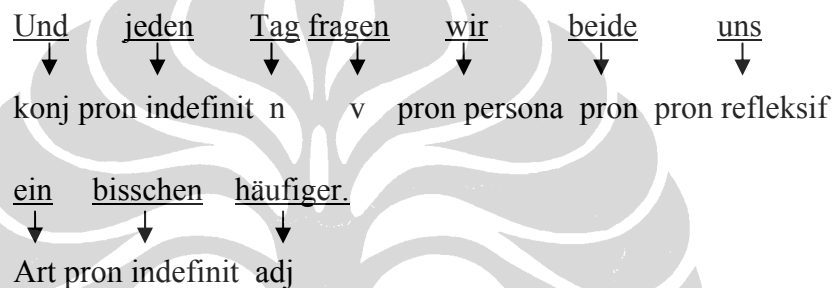 Und jeden Tag fragen wir beide uns
konj pron indefinit n v pron persona pron pron refleksif
ein bisschen häufiger.
Art pron indefinit adj